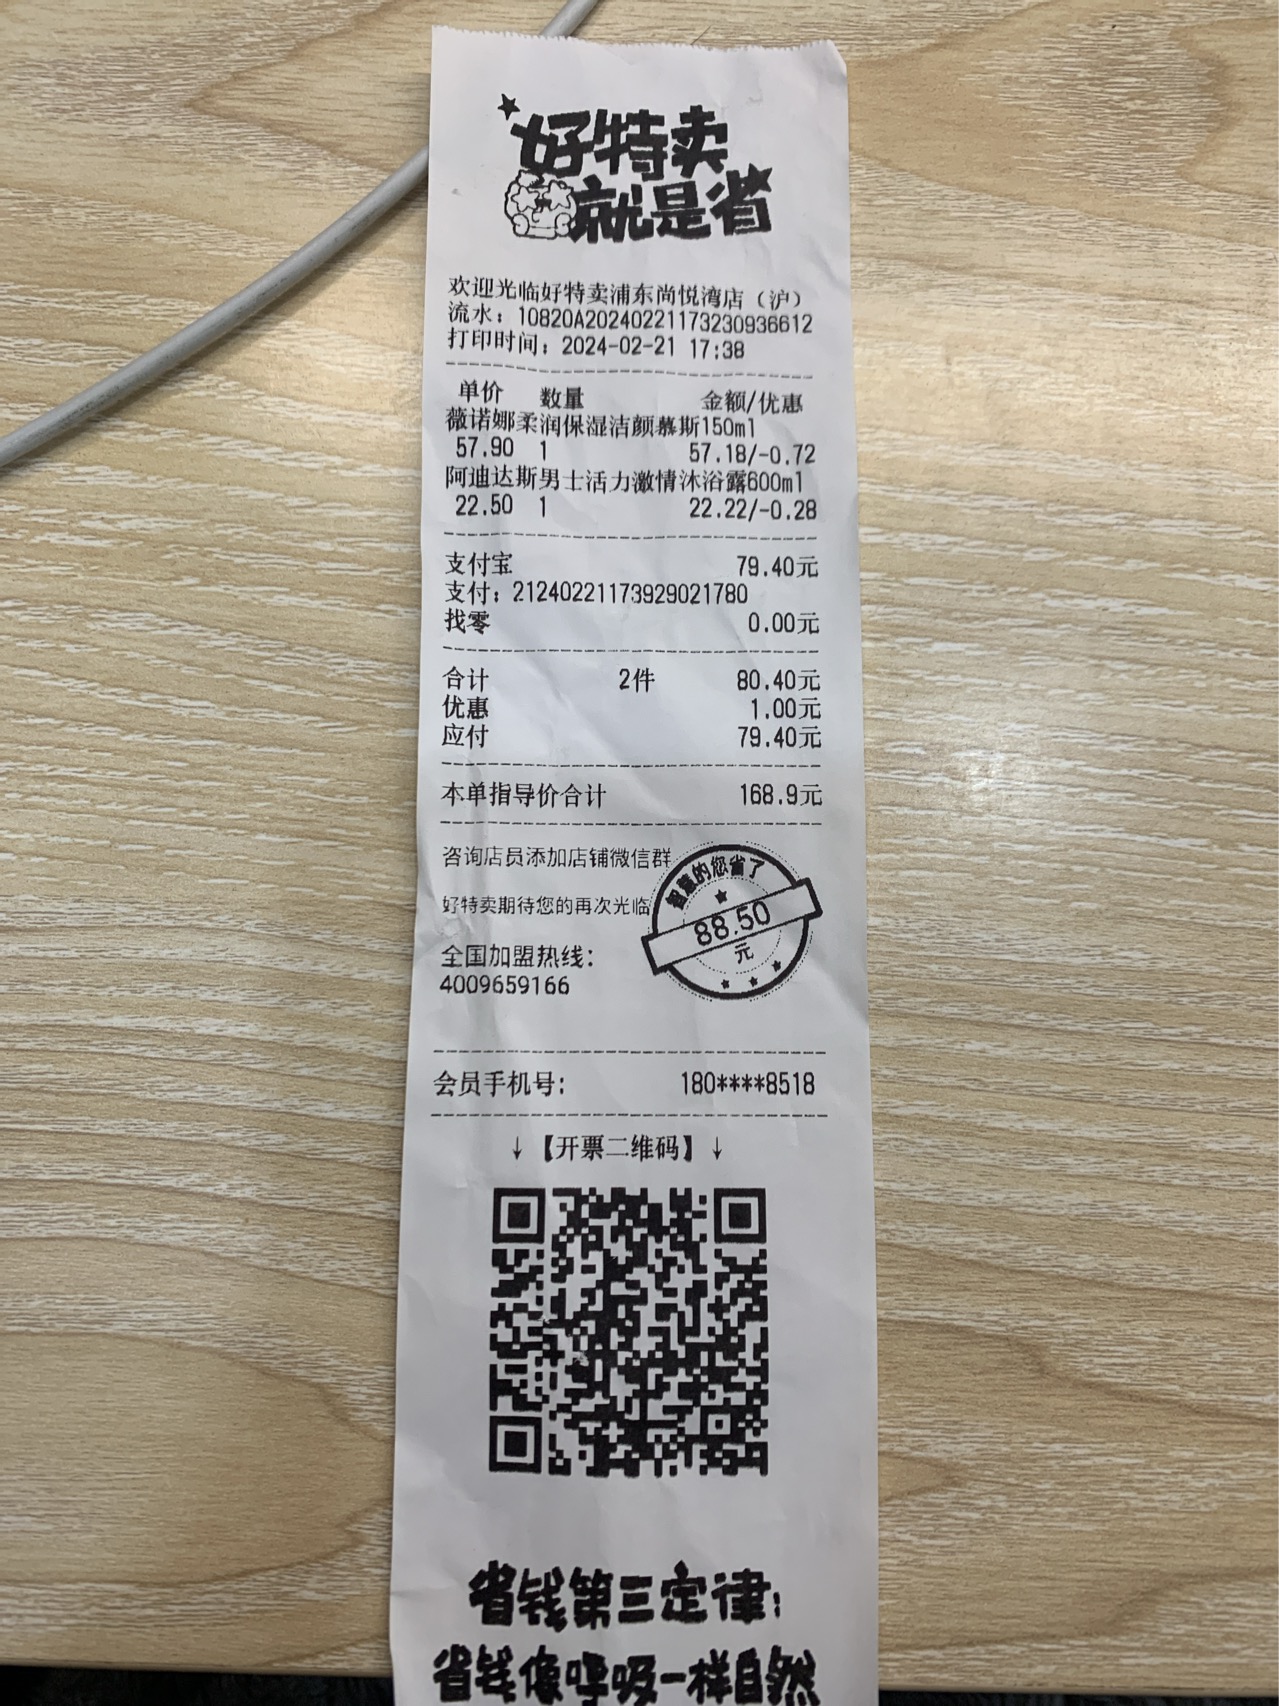 好特卖
就是省
欢迎光临好特卖浦东尚悦湾店（沪）
流水：10820A202402211732309​36612
打印时间：2024-02-21 17:38
单价 数量 金额/优惠
薇诺娜柔润保湿洁颜慕斯150ml
57.90 1 57.18/-0.72
阿迪达斯男士活力激情沐浴露600ml
22.50 1 22.22/-0.28
支付宝 79.40元
支付：212402211739290217​80
找零 0.00元
合计 2件 80.40元
优惠 1.00元
应付 79.40元
本单指导价合计 168.9元
咨询店员添加店铺微信群
好特卖期待您的再次光临
智慧的您省了
88.50
元
全国加盟热线：
4009659166
会员手机号： 180****8518
↓【开票二维码】↓
省钱第三定律：
省钱像呼吸一样自然